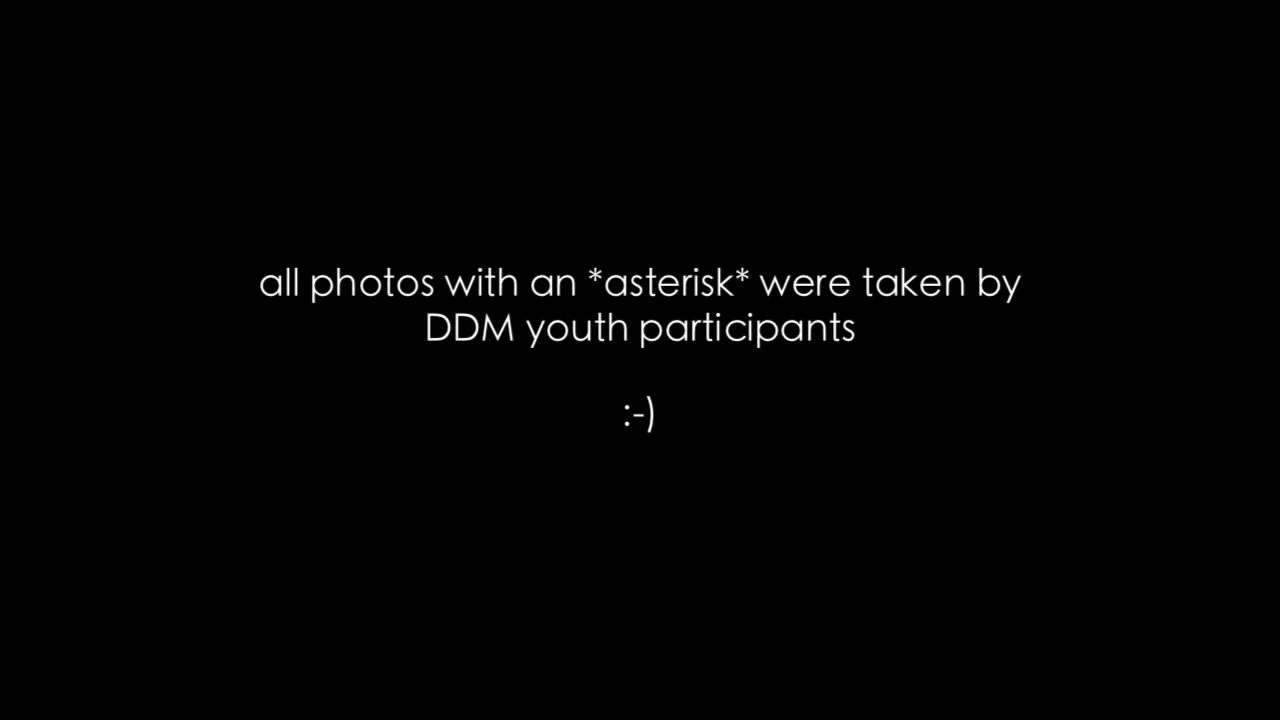 all photos with an *asterisk* were taken by
DDM youth participants
:-)